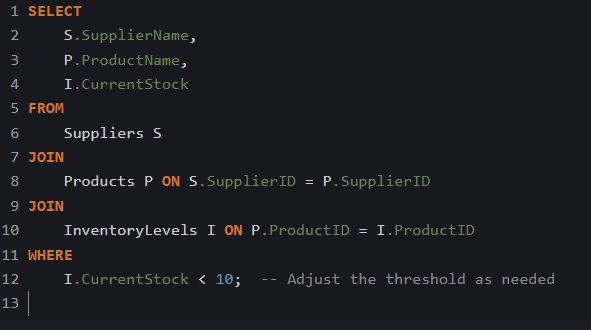 1 SELECT
2     S.SupplierName,
3     P.ProductName,
4     I.CurrentStock
5 FROM
6     Suppliers S
7 JOIN
8     Products P ON S.SupplierID = P.SupplierID
9 JOIN
10     InventoryLevels I ON P.ProductID = I.ProductID
11 WHERE
12     I.CurrentStock < 10;  -- Adjust the threshold as needed
13